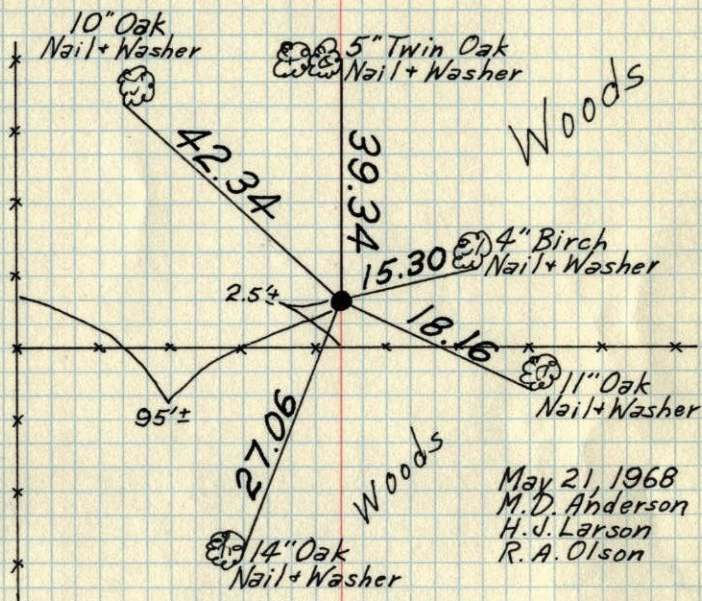 10" Oak
Nail + Washer
5" Twin Oak
Nail + Washer
Woods
42.34
39.34
4" Birch
Nail + Washer
15.30
2.5'±
18.16
11" Oak
Nail + Washer
95'±
27.06
Woods
May 21, 1968
M.D. Anderson
H.J. Larson
R.A. Olson
14" Oak
Nail + Washer